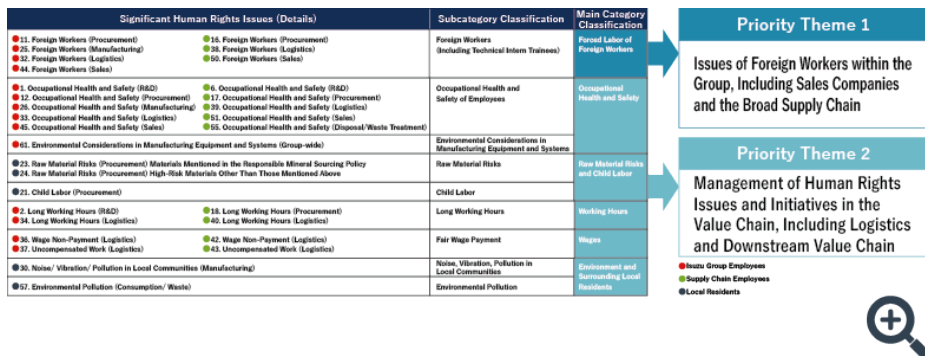 Significant Human Rights Issues (Details)
Subcategory Classification
Main Category
Classification
11. Foreign Workers (Procurement)
16. Foreign Workers (Procurement)
25. Foreign Workers (Manufacturing)
38. Foreign Workers (Logistics)
32. Foreign Workers (Logistics)
50. Foreign Workers (Sales)
44. Foreign Workers (Sales)
Foreign Workers
(Including Technical Intern Trainees)
Forced Labor of
Foreign Workers
1. Occupational Health and Safety (R&D)
6. Occupational Health and Safety (R&D)
12. Occupational Health and Safety (Procurement)
17. Occupational Health and Safety (Procurement)
26. Occupational Health and Safety (Manufacturing)
39. Occupational Health and Safety (Logistics)
33. Occupational Health and Safety (Logistics)
51. Occupational Health and Safety (Sales)
45. Occupational Health and Safety (Sales)
55. Occupational Health and Safety (Disposal/Waste Treatment)
Occupational Health and
Safety of Employees
Occupational
Health and Safety
61. Environmental Considerations in Manufacturing Equipment and Systems (Group-wide)
Environmental Considerations in
Manufacturing Equipment and Systems
23. Raw Material Risks (Procurement) Materials Mentioned in the Responsible Mineral Sourcing Policy
24. Raw Material Risks (Procurement) High-Risk Materials Other Than Those Mentioned Above
Raw Material Risks
Raw Material Risks
and Child Labor
21. Child Labor (Procurement)
Child Labor
2. Long Working Hours (R&D)
18. Long Working Hours (Procurement)
34. Long Working Hours (Logistics)
40. Long Working Hours (Logistics)
Long Working Hours
Working Hours
36. Wage Non-Payment (Logistics)
42. Wage Non-Payment (Logistics)
37. Uncompensated Work (Logistics)
43. Uncompensated Work (Logistics)
Fair Wage Payment
Wages
30. Noise/ Vibration/ Pollution in Local Communities (Manufacturing)
Noise, Vibration, Pollution in
Local Communities
Environment and
Surrounding Local
Residents
57. Environmental Pollution (Consumption/ Waste)
Environmental Pollution
Priority Theme 1
Issues of Foreign Workers within the
Group, Including Sales Companies
and the Broad Supply Chain
Priority Theme 2
Management of Human Rights
Issues and Initiatives in the
Value Chain, Including Logistics
and Downstream Value Chain
Isuzu Group Employees
Supply Chain Employees
Local Residents